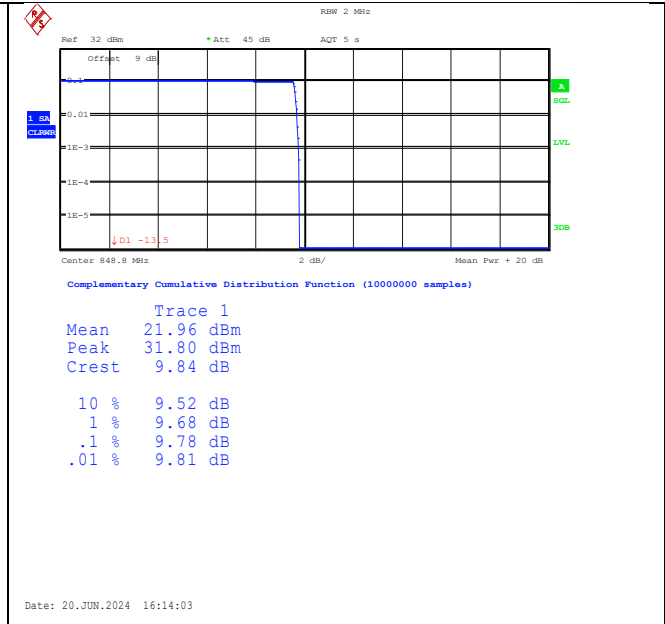 R S
RBW 2 MHz
Ref 32 dBm * Att 45 dB AQT 5 s
Offset 9 dB
0.1
A
SGL
0.01
1 SA
CLRWR
1E-3
LVL
1E-4
1E-5
↓D1 -13.5
3DB
Center 848.8 MHz 2 dB/ Mean Pwr + 20 dB
Complementary Cumulative Distribution Function (10000000 samples)
Trace 1
Mean 21.96 dBm
Peak 31.80 dBm
Crest 9.84 dB
10 % 9.52 dB
1 % 9.68 dB
.1 % 9.78 dB
.01 % 9.81 dB
Date: 20.JUN.2024 16:14:03